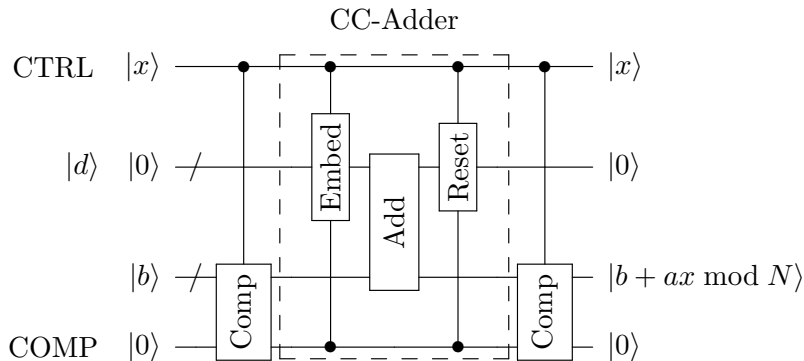 CC-Adder
CTRL |x⟩ |x⟩
|d⟩ |0⟩ Embed Reset |0⟩
Add
|b⟩ |b + ax mod N⟩
Comp Comp
COMP |0⟩ |0⟩